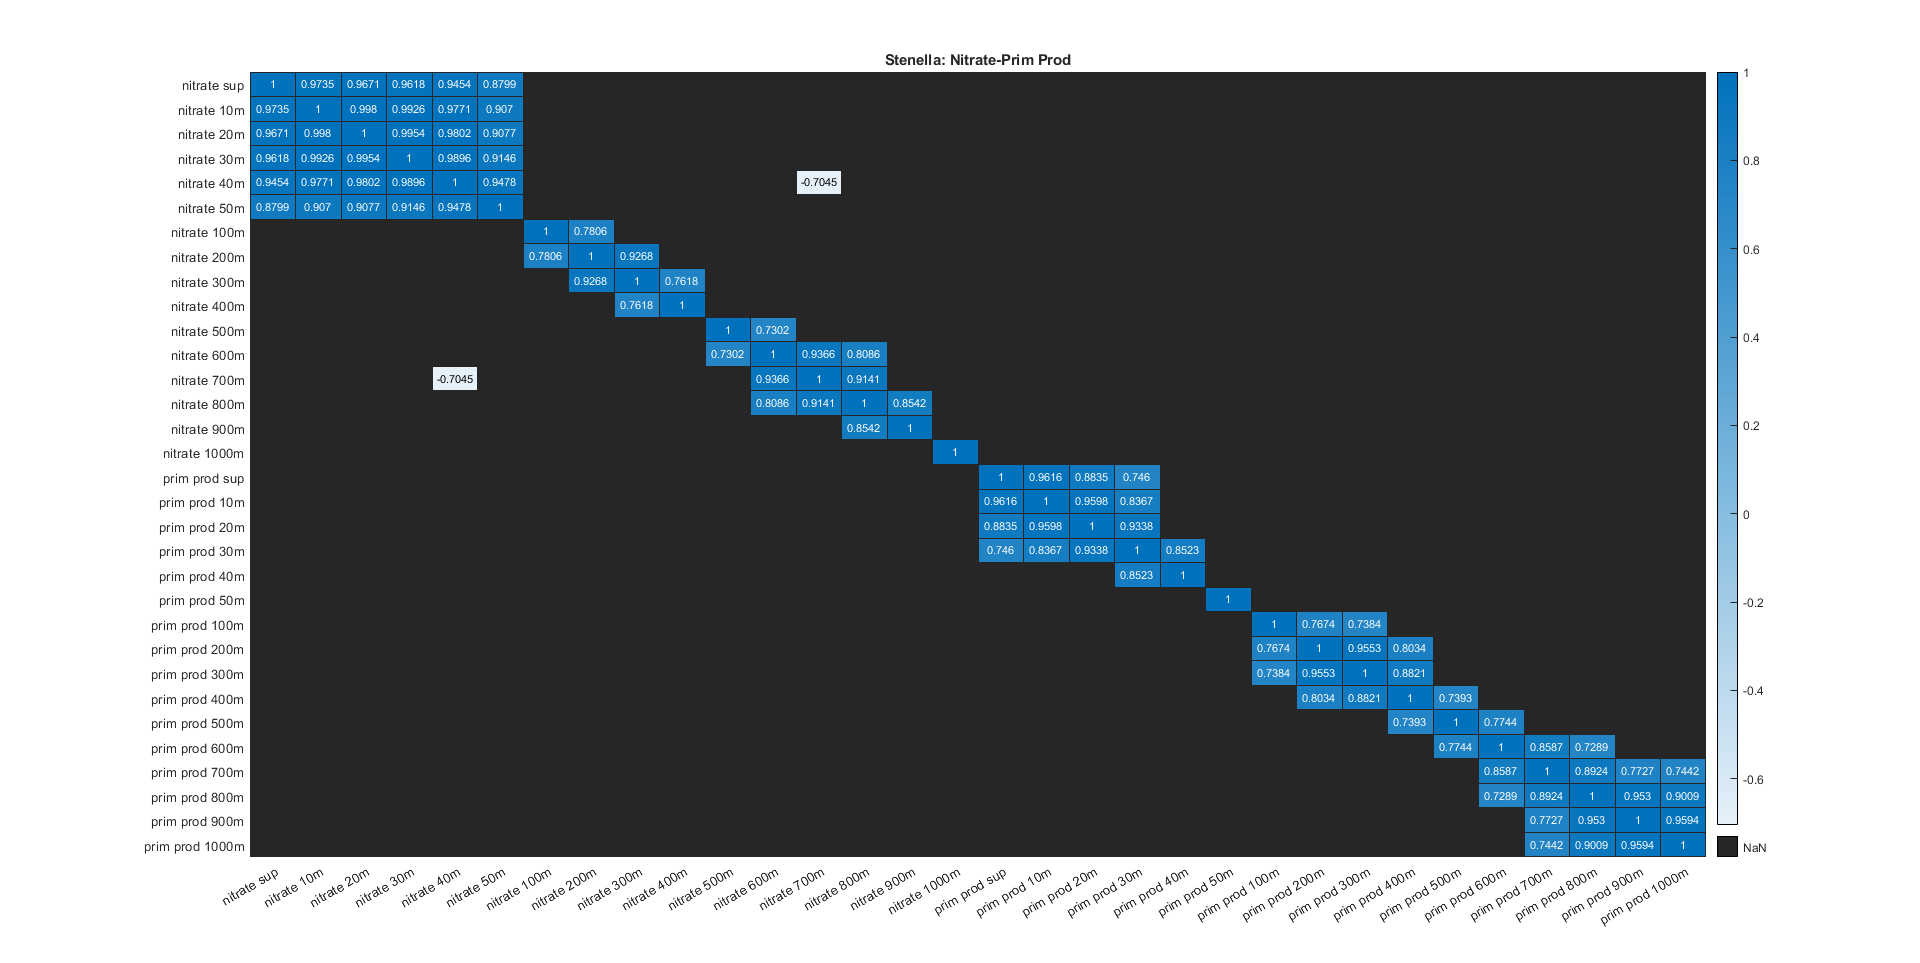 Stenella: Nitrate-Prim Prod
nitrate sup 1 0.9735 0.9671 0.9618 0.9454 0.8799
nitrate 10m 0.9735 1 0.998 0.9926 0.9771 0.907
nitrate 20m 0.9671 0.998 1 0.9954 0.9802 0.9077
nitrate 30m 0.9618 0.9926 0.9954 1 0.9896 0.9146
nitrate 40m 0.9454 0.9771 0.9802 0.9896 1 0.9478 -0.7045
nitrate 50m 0.8799 0.907 0.9077 0.9146 0.9478 1
nitrate 100m 1 0.7806
nitrate 200m 0.7806 1 0.9268
nitrate 300m 0.9268 1 0.7618
nitrate 400m 0.7618 1
nitrate 500m 1 0.7302
nitrate 600m 0.7302 1 0.9366 0.8086
nitrate 700m -0.7045 0.9366 1 0.9141
nitrate 800m 0.8086 0.9141 1 0.8542
nitrate 900m 0.8542 1
nitrate 1000m 1
prim prod sup 1 0.9616 0.8835 0.746
prim prod 10m 0.9616 1 0.9598 0.8367
prim prod 20m 0.8835 0.9598 1 0.9338
prim prod 30m 0.746 0.8367 0.9338 1 0.8523
prim prod 40m 0.8523 1
prim prod 50m 1
prim prod 100m 1 0.7674 0.7384
prim prod 200m 0.7674 1 0.9553 0.8034
prim prod 300m 0.7384 0.9553 1 0.8821
prim prod 400m 0.8034 0.8821 1 0.7393
prim prod 500m 0.7393 1 0.7744
prim prod 600m 0.7744 1 0.8587 0.7289
prim prod 700m 0.8587 1 0.8924 0.7727 0.7442
prim prod 800m 0.7289 0.8924 1 0.953 0.9009
prim prod 900m 0.7727 0.953 1 0.9594
prim prod 1000m 0.7442 0.9009 0.9594 1
nitrate sup
nitrate 10m
nitrate 20m
nitrate 30m
nitrate 40m
nitrate 50m
nitrate 100m
nitrate 200m
nitrate 300m
nitrate 400m
nitrate 500m
nitrate 600m
nitrate 700m
nitrate 800m
nitrate 900m
nitrate 1000m
prim prod sup
prim prod 10m
prim prod 20m
prim prod 30m
prim prod 40m
prim prod 50m
prim prod 100m
prim prod 200m
prim prod 300m
prim prod 400m
prim prod 500m
prim prod 600m
prim prod 700m
prim prod 800m
prim prod 900m
prim prod 1000m
1
0.8
0.6
0.4
0.2
0
-0.2
-0.4
-0.6
NaN